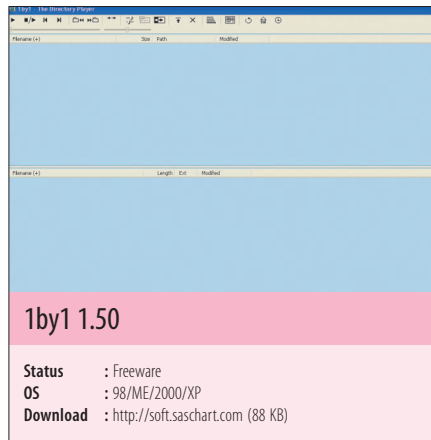 1by1 - The Directory Player
Filename (+) Size Path Modified
Filename (+) Length Ext Modified
1by1 1.50
Status : Freeware
OS : 98/ME/2000/XP
Download : http://soft.saschart.com (88 KB)